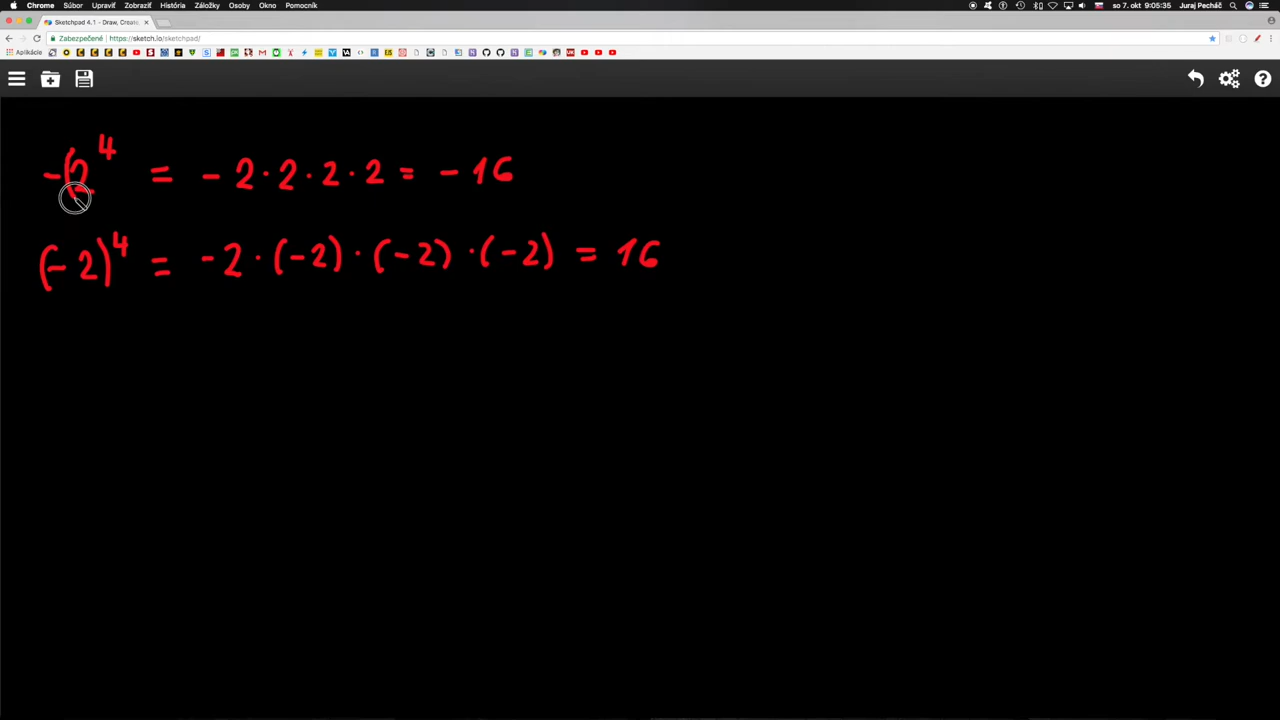 Chrome Súbor Upraviť Zobraziť História Záložky Osoby Okno Pomocník so 7. okt 9:05:35 Juraj Pecháč
Sketchpad 4.1 - Draw, Create
Zabezpečené https://sketch.io/sketchpad/
Aplikácie
-(2^4 = - 2 · 2 · 2 · 2 = - 16
(-2)^4 = -2 · (-2) · (-2) · (-2) = 16